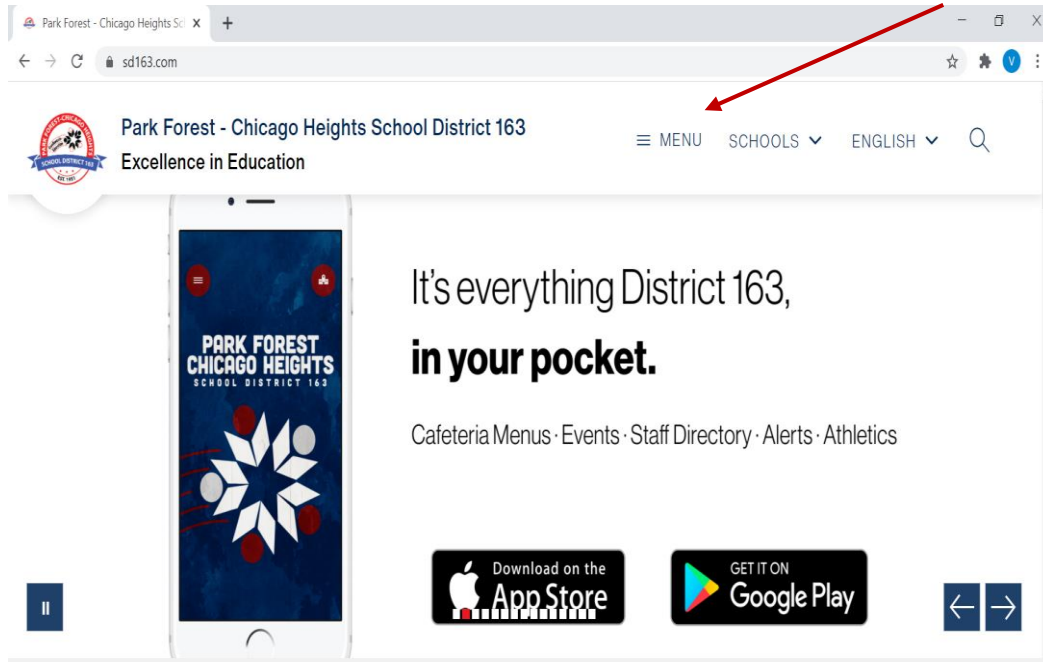 Park Forest - Chicago Heights Sc
sd163.com
V
Park Forest - Chicago Heights School District 163
Excellence in Education
MENU
SCHOOLS
ENGLISH
PARK FOREST
CHICAGO HEIGHTS
SCHOOL DISTRICT 163
It's everything District 163,
in your pocket.
Cafeteria Menus · Events · Staff Directory · Alerts · Athletics
Download on the
App Store
GET IT ON
Google Play